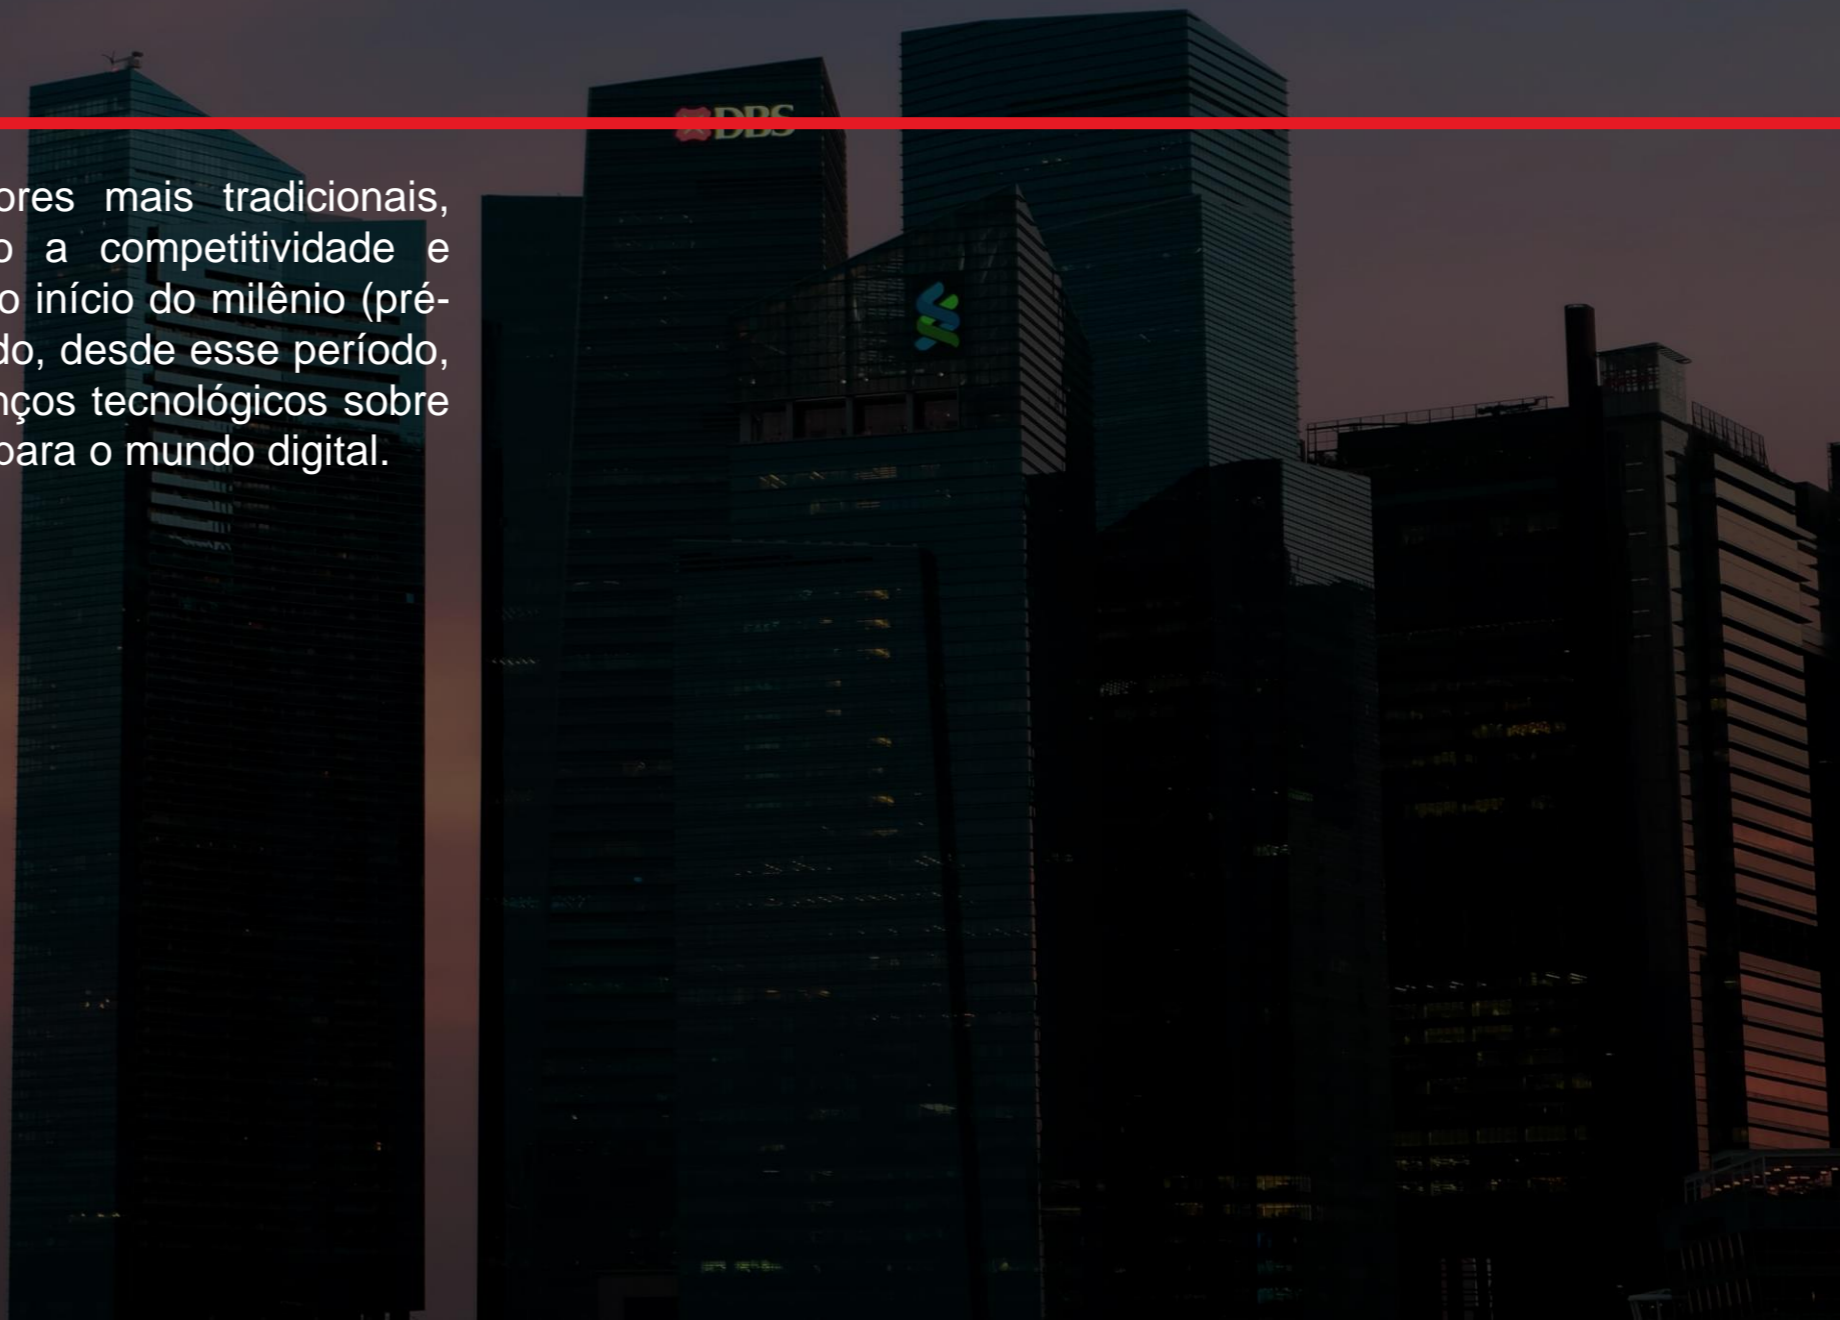 DBS
ores mais tradicionais,
o a competitividade e
o início do milênio (pré-
do, desde esse período,
nços tecnológicos sobre
para o mundo digital.